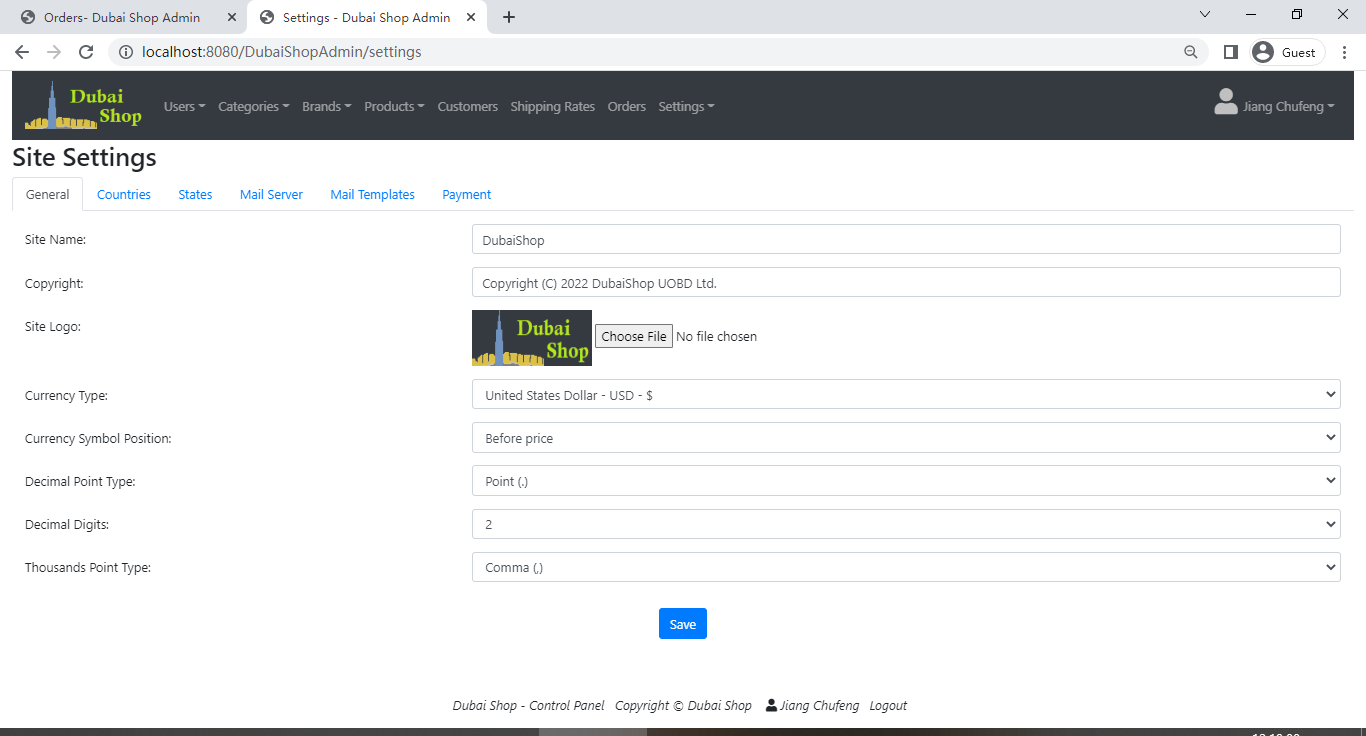 Orders- Dubai Shop Admin Settings - Dubai Shop Admin
localhost:8080/DubaiShopAdmin/settings Guest
Dubai Shop Users Categories Brands Products Customers Shipping Rates Orders Settings Jiang Chufeng
Site Settings
General Countries States Mail Server Mail Templates Payment
Site Name: DubaiShop
Copyright: Copyright (C) 2022 DubaiShop UOBD Ltd.
Site Logo: Dubai Shop Choose File No file chosen
Currency Type: United States Dollar - USD - $
Currency Symbol Position: Before price
Decimal Point Type: Point (.)
Decimal Digits: 2
Thousands Point Type: Comma (,)
Save
Dubai Shop - Control Panel Copyright © Dubai Shop Jiang Chufeng Logout